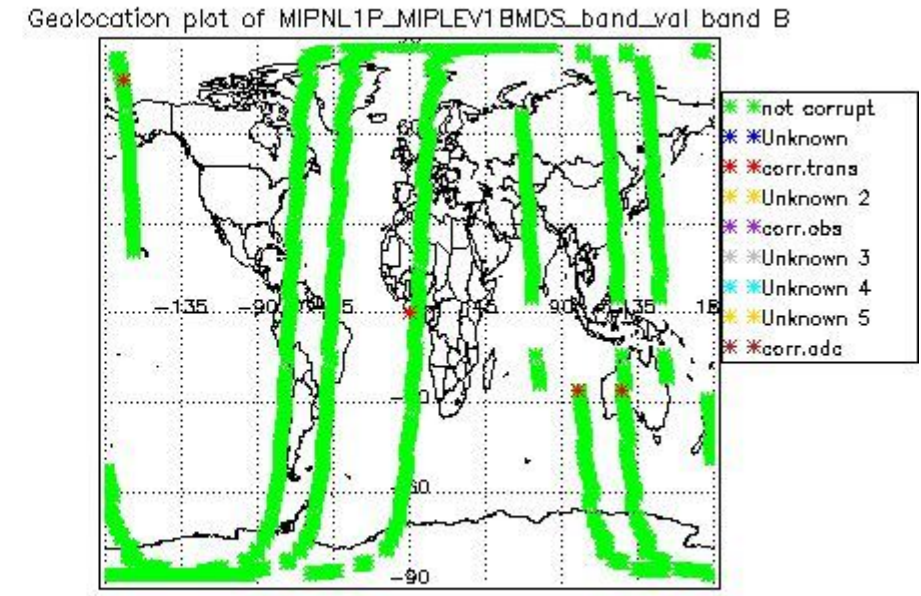 Geolocation plot of MIPNL1P_MIPLEV1BMDS_band_val band B
* *not corrupt
* *Unknown
* *corr.trans
* *Unknown 2
* *corr.obs
* *Unknown 3
* *Unknown 4
* *Unknown 5
* *corr.adc
-135 -90 45 90 135
-90